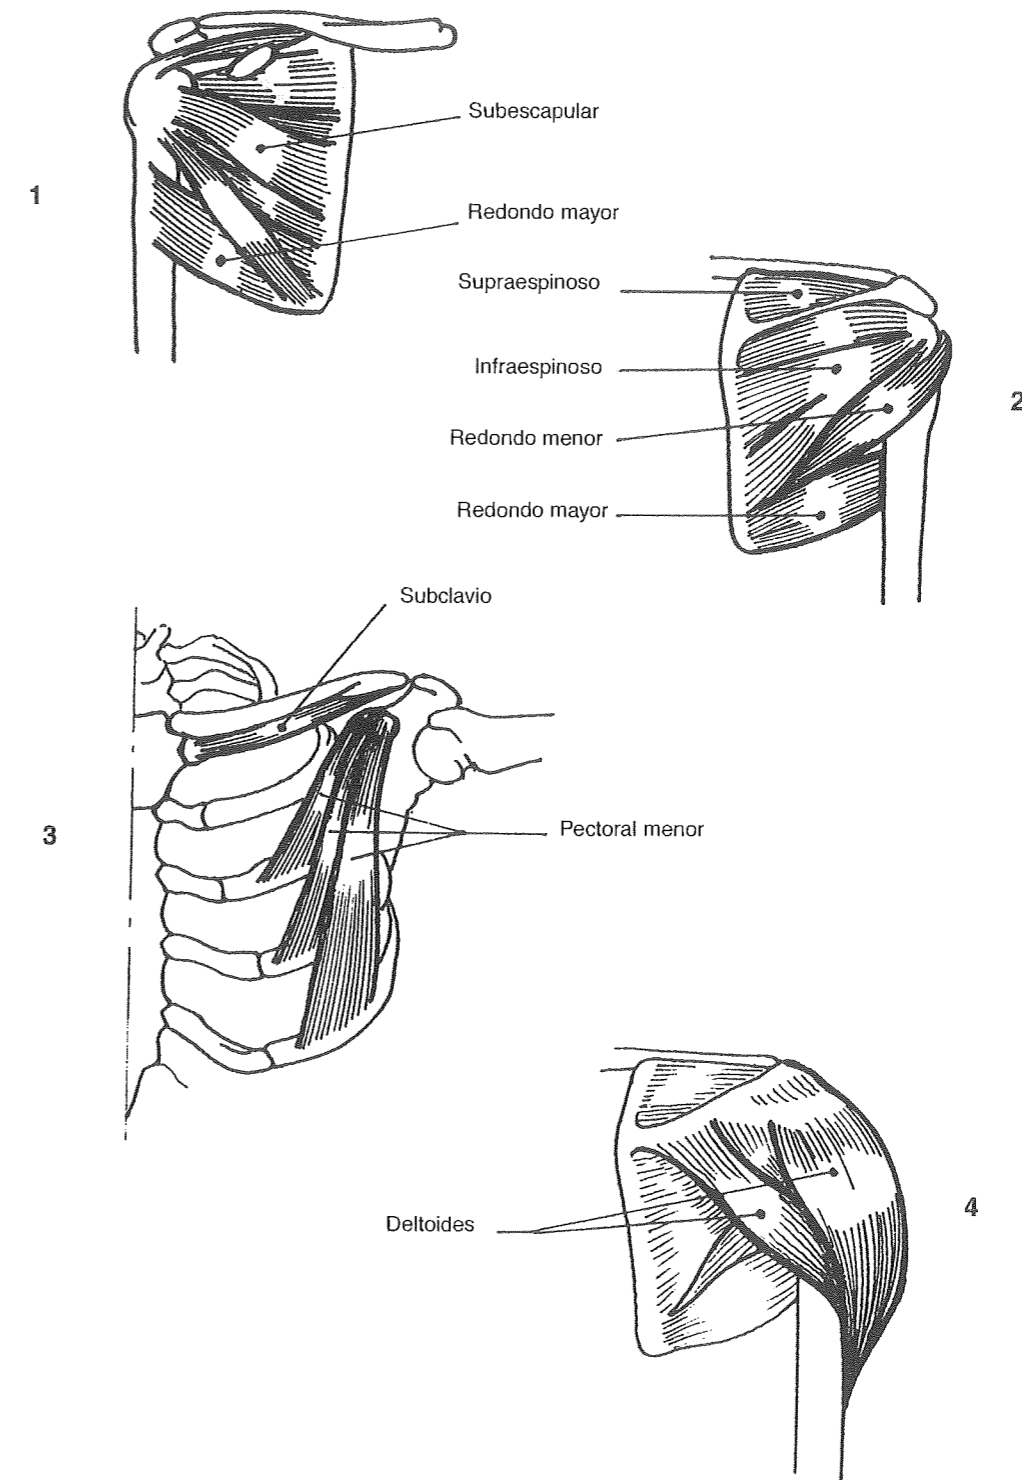 Subescapular
1
Redondo mayor
Supraespinoso
Infraespinoso
2
Redondo menor
Redondo mayor
Subclavio
3
Pectoral menor
4
Deltoides